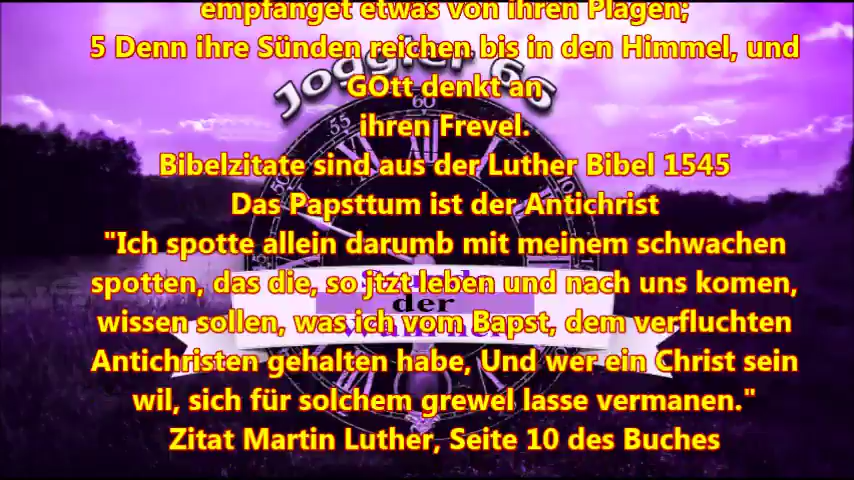 empfanget etwas von ihren Plagen;
5 Denn ihre Sünden reichen bis in den Himmel, und
GOtt denkt an
ihren Frevel.
Bibelzitate sind aus der Luther Bibel 1545
Das Papsttum ist der Antichrist
"Ich spotte allein darumb mit meinem schwachen
spotten, das die, so jtzt leben und nach uns komen,
wissen sollen, was ich vom Bapst, dem verfluchten
Antichristen gehalten habe, Und wer ein Christ sein
wil, sich für solchem grewel lasse vermanen."
Zitat Martin Luther, Seite 10 des Buches
Joggler 66
55
60
XII
der